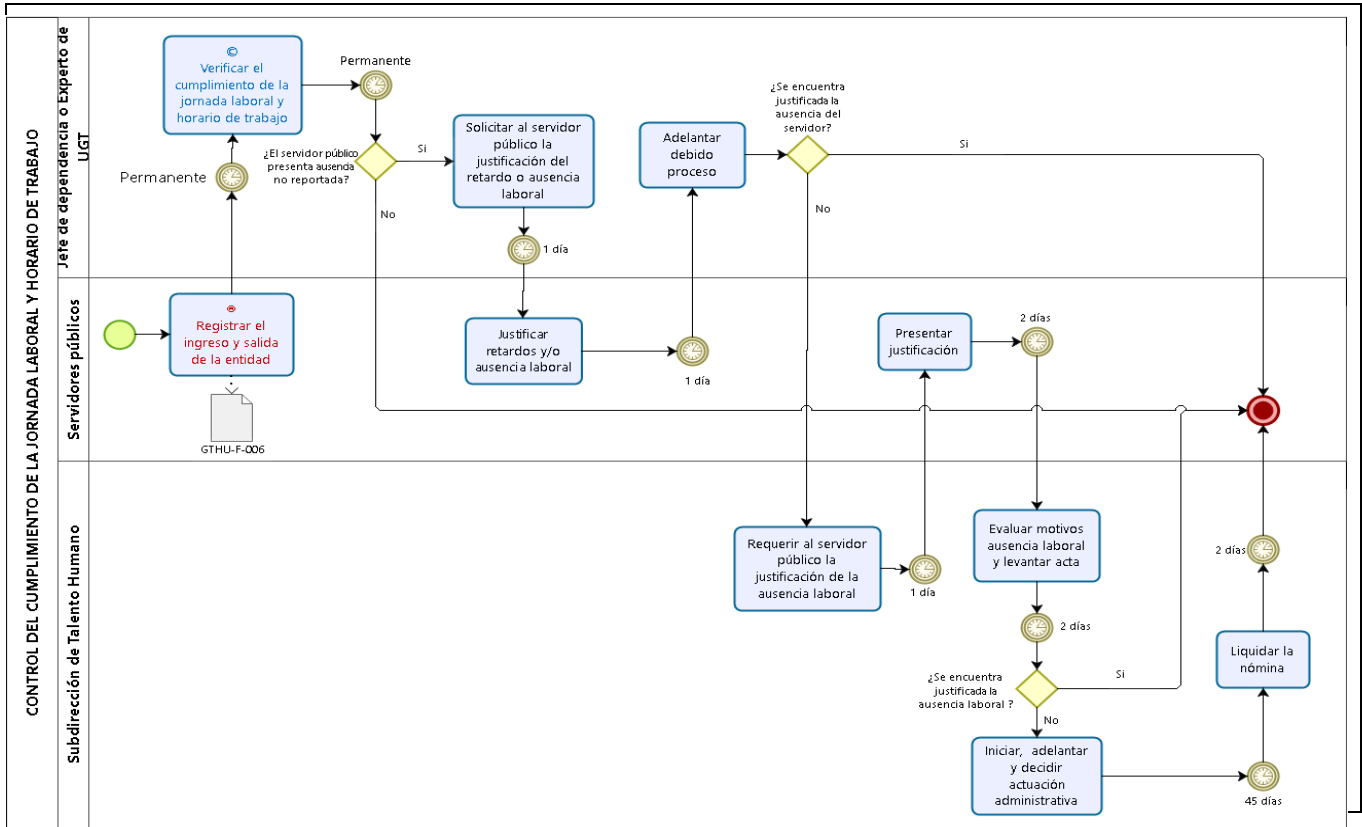 CONTROL DEL CUMPLIMIENTO DE LA JORNADA LABORAL Y HORARIO DE TRABAJO
Jefe de dependencia o Experto de
UGT
©
Verificar el
cumplimiento de la
jornada laboral y
horario de trabajo
Permanente
Permanente
¿El servidor público
presenta ausencia
no reportada?
Si
No
Solicitar al servidor
público la
justificación del
retardo o ausencia
laboral
1 día
Adelantar
debido
proceso
¿Se encuentra
justificada la
ausencia del
servidor?
Si
No
Servidores públicos
Registrar el
ingreso y salida
de la entidad
GTHU-F-006
Justificar
retardos y/o
ausencia laboral
1 día
Presentar
justificación
2 días
Subdirección de Talento Humano
Requerir al servidor
público la
justificación de la
ausencia laboral
1 día
Evaluar motivos
ausencia laboral
y levantar acta
2 días
¿Se encuentra
justificada la
ausencia laboral ?
Si
No
Iniciar, adelantar
y decidir
actuación
administrativa
45 días
Liquidar la
nómina
2 días